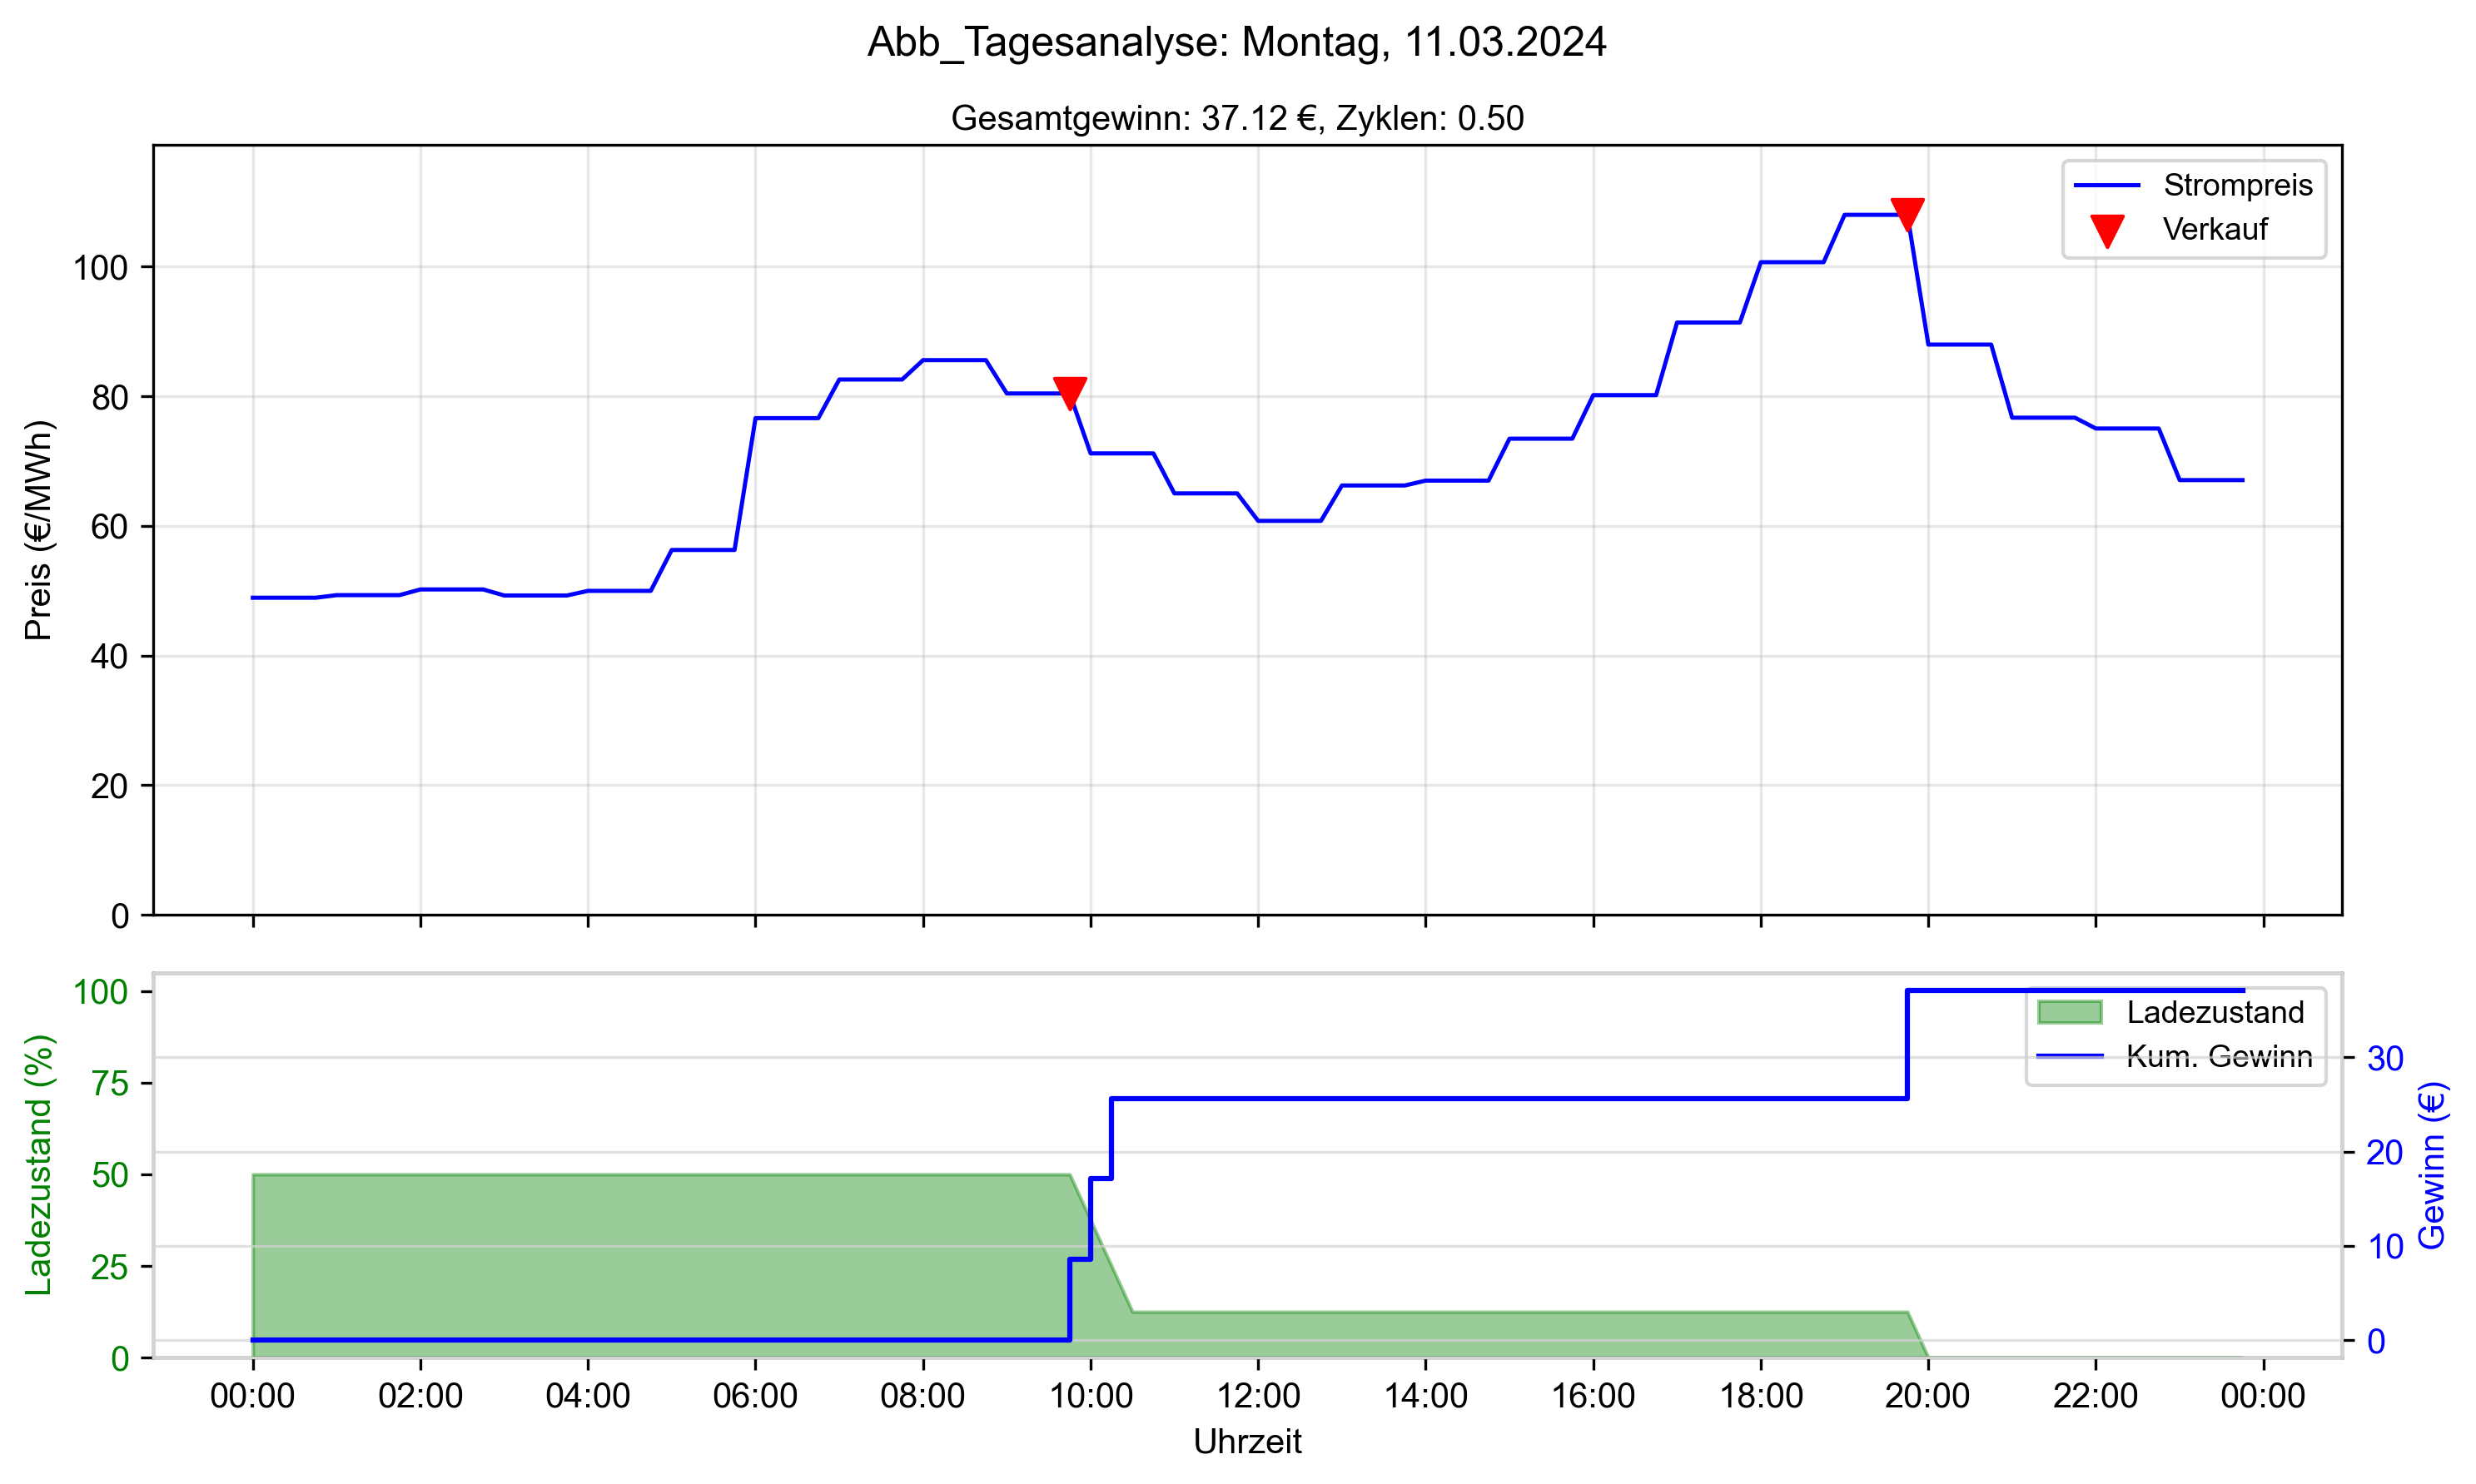 Abb_Tagesanalyse: Montag, 11.03.2024
Gesamtgewinn: 37.12 €, Zyklen: 0.50
Preis (€/MWh)
100
80
60
40
20
0
Strompreis
Verkauf
Ladezustand (%)
100
75
50
25
0
Ladezustand
Kum. Gewinn
30
20
10
0
Gewinn (€)
00:00 02:00 04:00 06:00 08:00 10:00 12:00 14:00 16:00 18:00 20:00 22:00 00:00
Uhrzeit